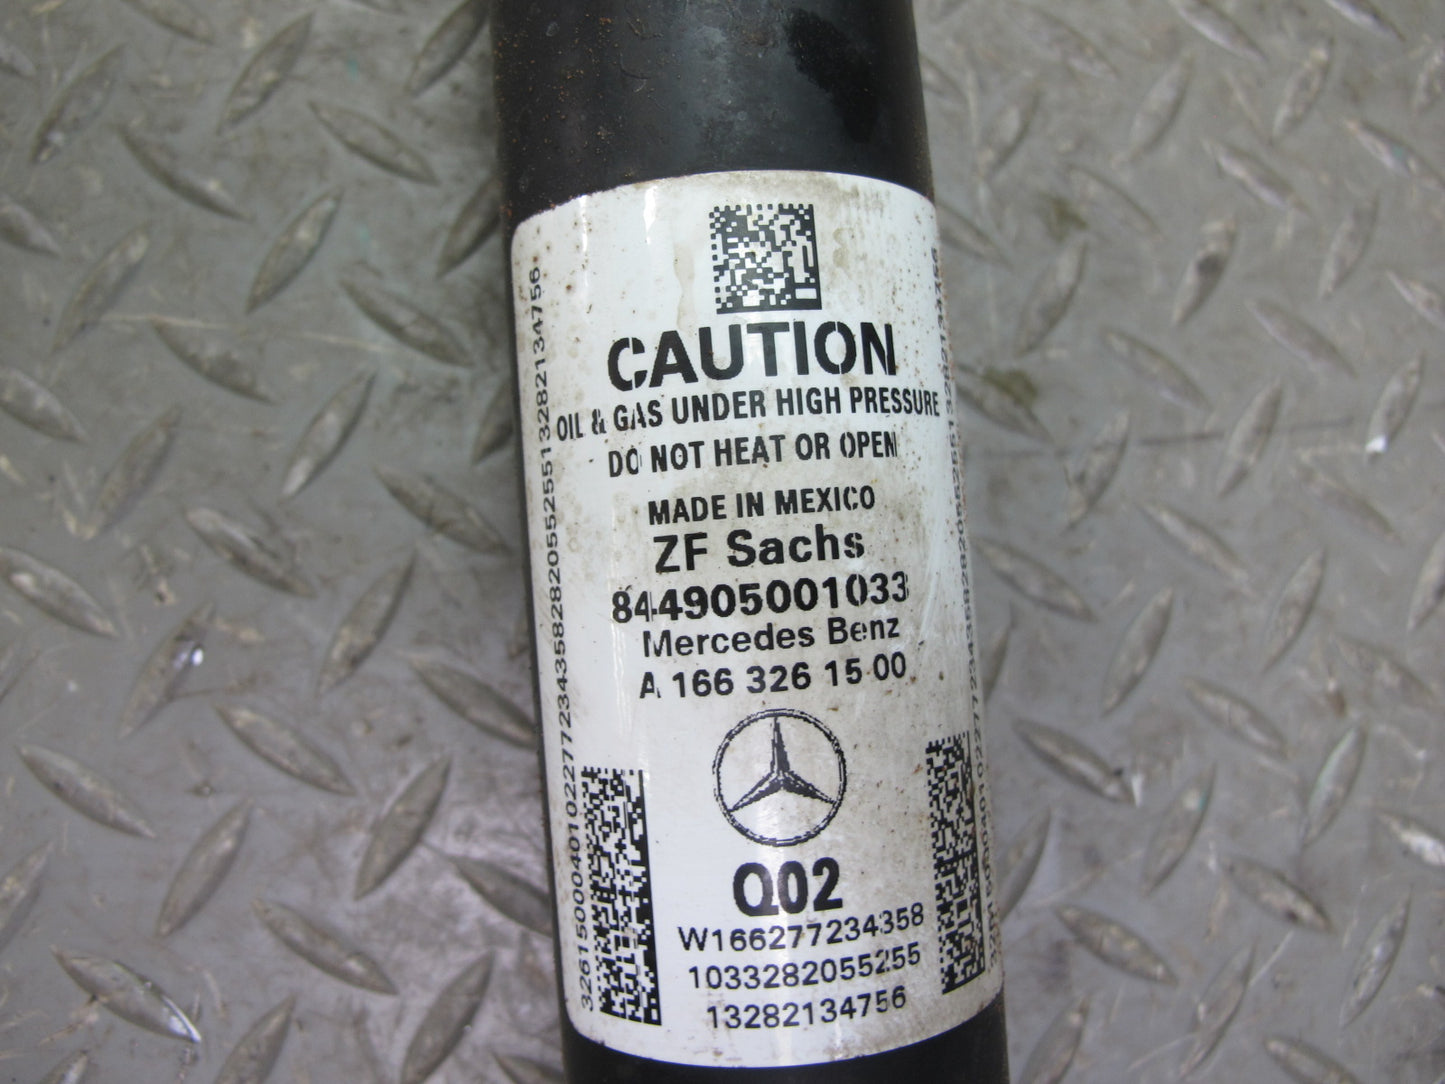 CAUTION
OIL & GAS UNDER HIGH PRESSURE
DO NOT HEAT OR OPEN
MADE IN MEXICO
ZF Sachs
844905001033
Mercedes Benz
A 166 326 15 00
Q02
W166277234358
1033282055255
13282134756